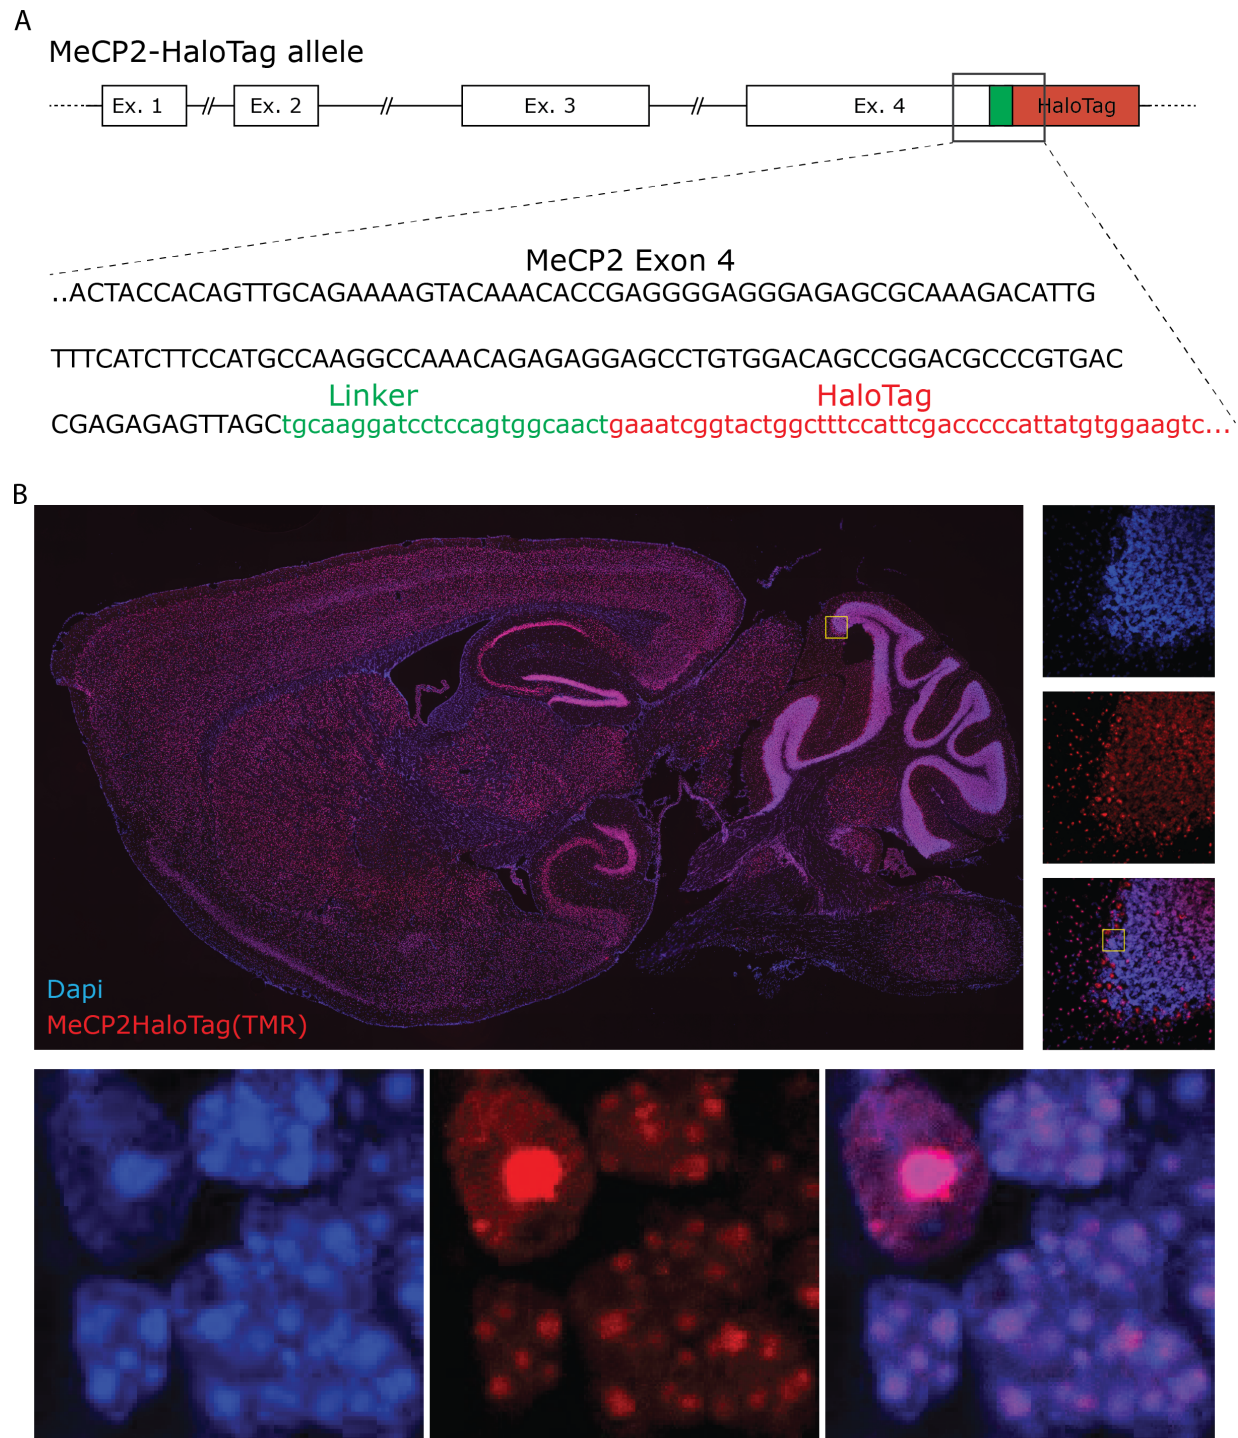 A
MeCP2-HaloTag allele
Ex. 1 // Ex. 2 // Ex. 3 // Ex. 4 HaloTag
MeCP2 Exon 4
..ACTACCACAGTTGCAGAAAAGTACAAACACCGAGGGGAGGGAGAGCGCAAAGACATTG
TTTCATCTTCCATGCCAAGGCCAAACAGAGAGGAGCCTGTGGACAGCCGGACGCCCGTGAC
Linker HaloTag
CGAGAGAGTTAGCtgcaaggatcctccagtggcaactgaaatcggtactggctttccattcgacccccattatgtggaagtc...
B
Dapi
MeCP2HaloTag(TMR)